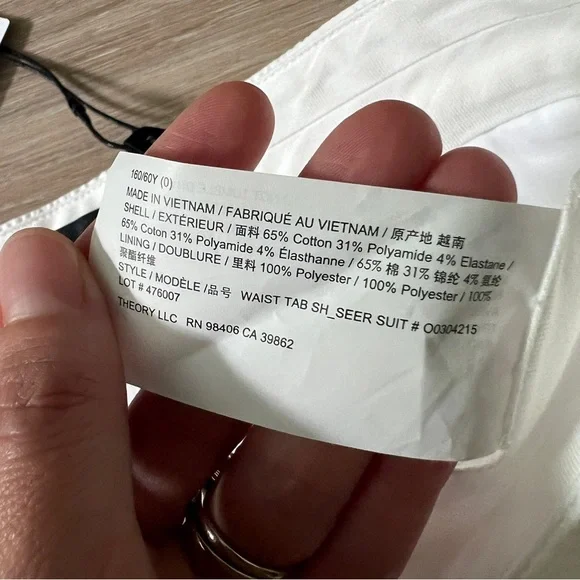 160/60Y (0)
MADE IN VIETNAM / FABRIQUÉ AU VIETNAM / 原产地 越南
SHELL / EXTÉRIEUR / 面料 65% Cotton 31% Polyamide 4% Elastane /
65% Coton 31% Polyamide 4% Élasthanne / 65% 棉 31% 锦纶 4% 氨纶
LINING / DOUBLURE / 里料 100% Polyester / 100% Polyester / 100%
聚酯纤维
STYLE / MODÈLE /品号 WAIST TAB SH_SEER SUIT # O0304215
LOT # 476007
THEORY LLC RN 98406 CA 39862